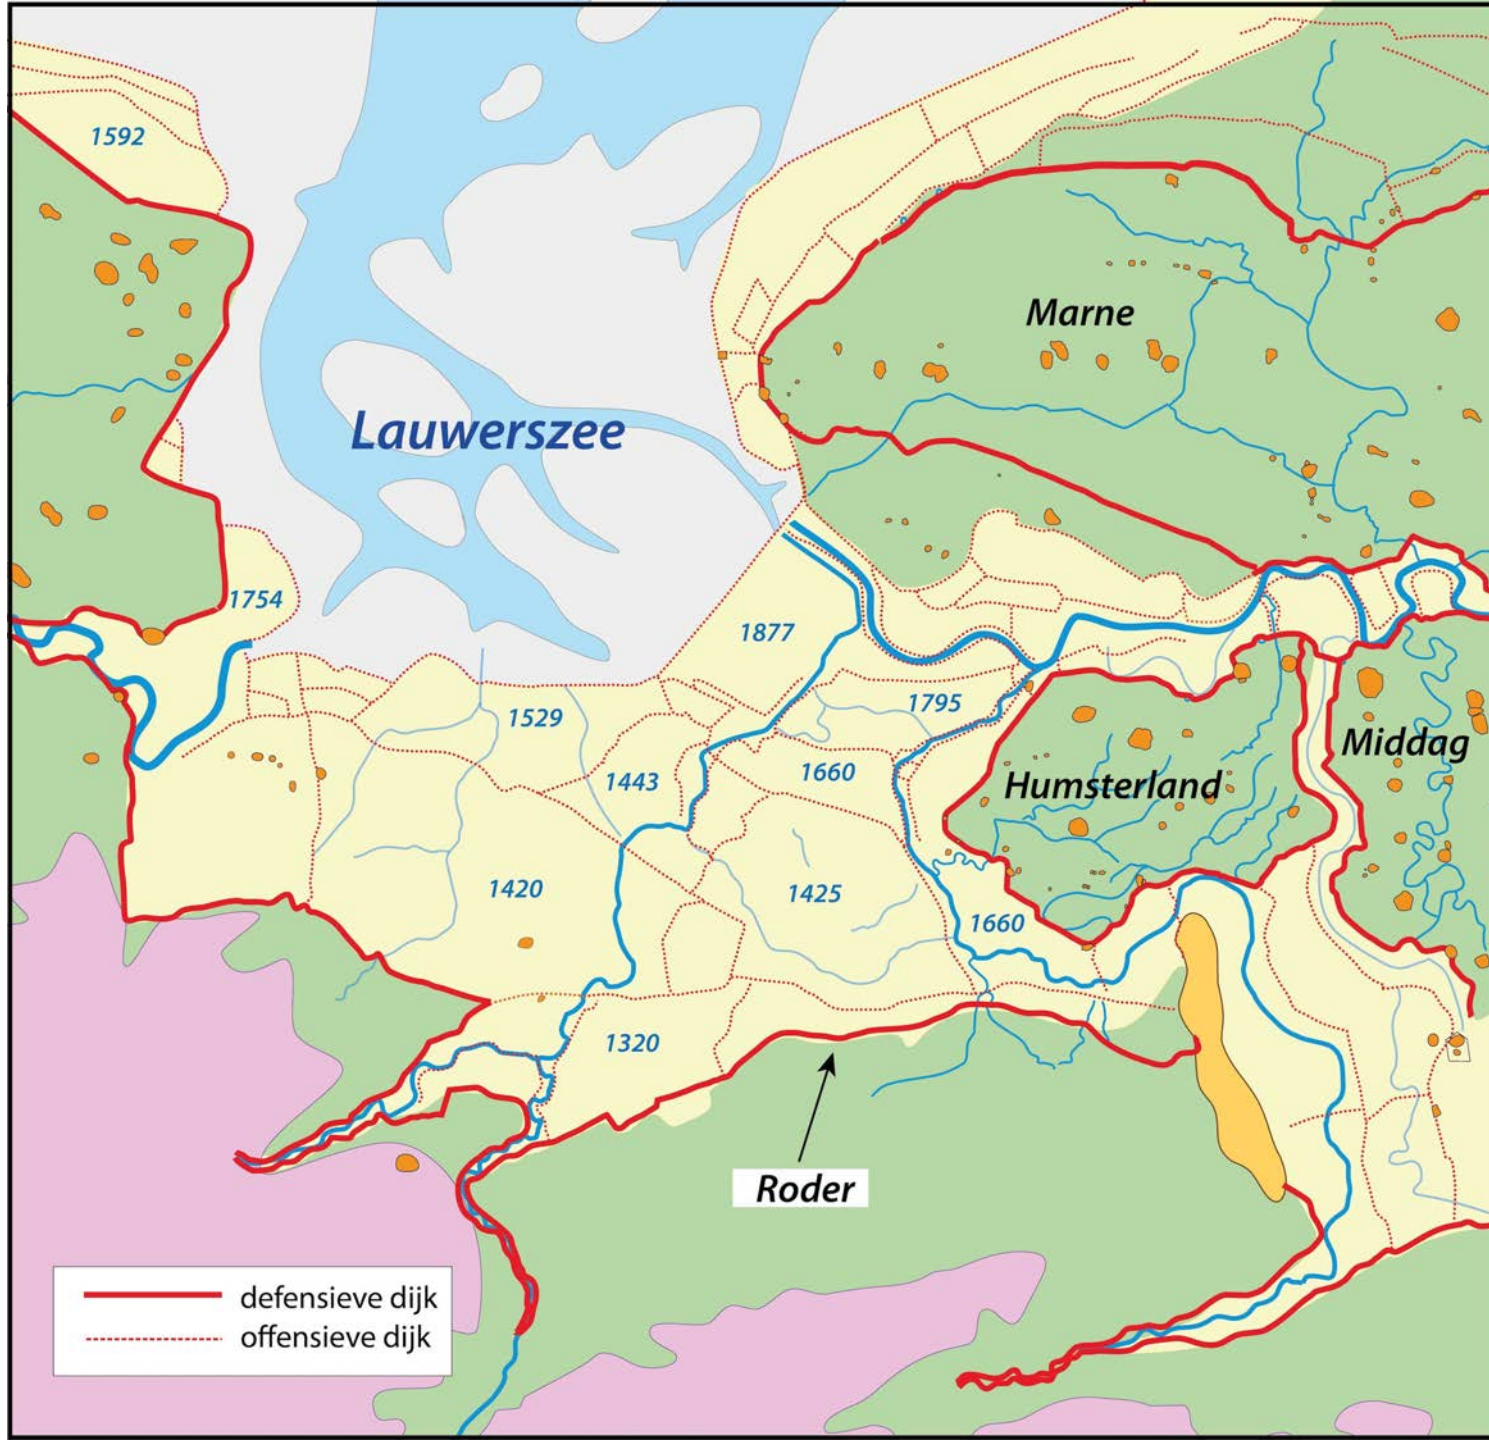 1592
Marne
Lauwerszee
1754
1877
1795
1529
Middag
1443
1660
Humsterland
1420
1425
1660
1320
Roder
defensieve dijk
offensieve dijk